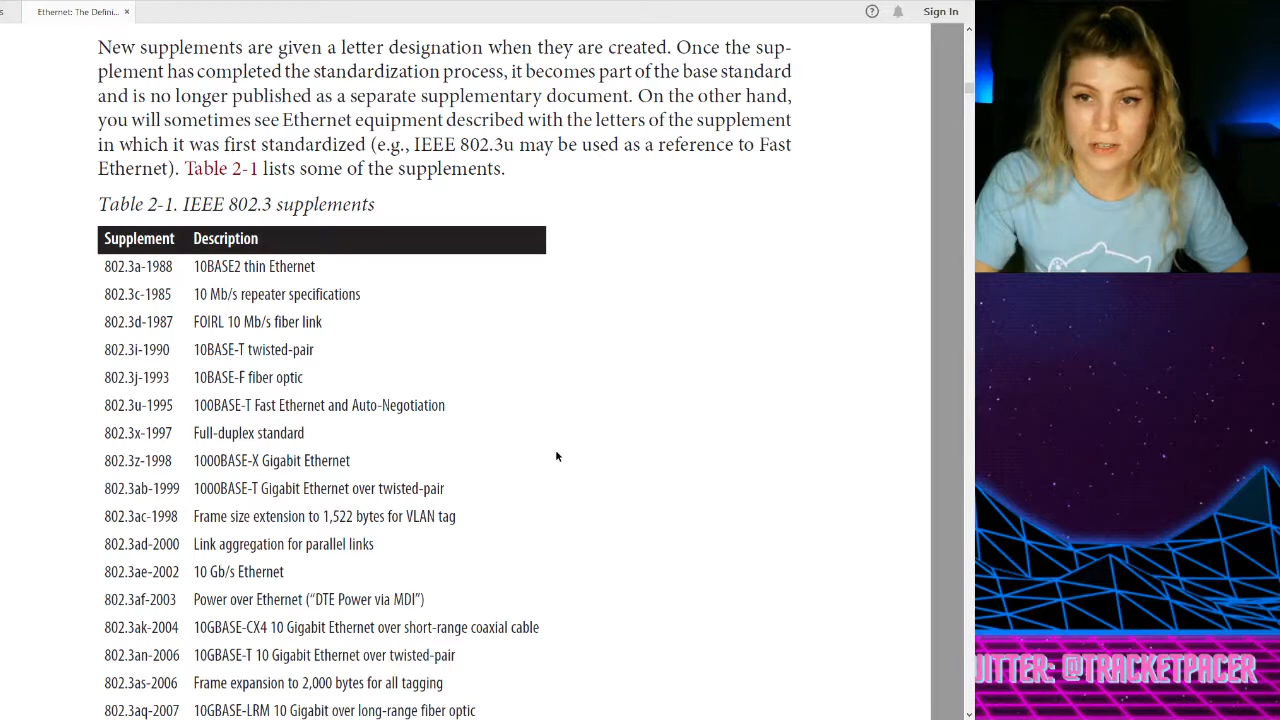 s
Ethernet: The Defini... ×
Sign In
New supplements are given a letter designation when they are created. Once the sup-
plement has completed the standardization process, it becomes part of the base standard
and is no longer published as a separate supplementary document. On the other hand,
you will sometimes see Ethernet equipment described with the letters of the supplement
in which it was first standardized (e.g., IEEE 802.3u may be used as a reference to Fast
Ethernet). Table 2-1 lists some of the supplements.
Table 2-1. IEEE 802.3 supplements
Supplement Description
802.3a-1988 10BASE2 thin Ethernet
802.3c-1985 10 Mb/s repeater specifications
802.3d-1987 FOIRL 10 Mb/s fiber link
802.3i-1990 10BASE-T twisted-pair
802.3j-1993 10BASE-F fiber optic
802.3u-1995 100BASE-T Fast Ethernet and Auto-Negotiation
802.3x-1997 Full-duplex standard
802.3z-1998 1000BASE-X Gigabit Ethernet
802.3ab-1999 1000BASE-T Gigabit Ethernet over twisted-pair
802.3ac-1998 Frame size extension to 1,522 bytes for VLAN tag
802.3ad-2000 Link aggregation for parallel links
802.3ae-2002 10 Gb/s Ethernet
802.3af-2003 Power over Ethernet (“DTE Power via MDI”)
802.3ak-2004 10GBASE-CX4 10 Gigabit Ethernet over short-range coaxial cable
802.3an-2006 10GBASE-T 10 Gigabit Ethernet over twisted-pair
802.3as-2006 Frame expansion to 2,000 bytes for all tagging
802.3aq-2007 10GBASE-LRM 10 Gigabit over long-range fiber optic
ITTER: @TRACKETPACER